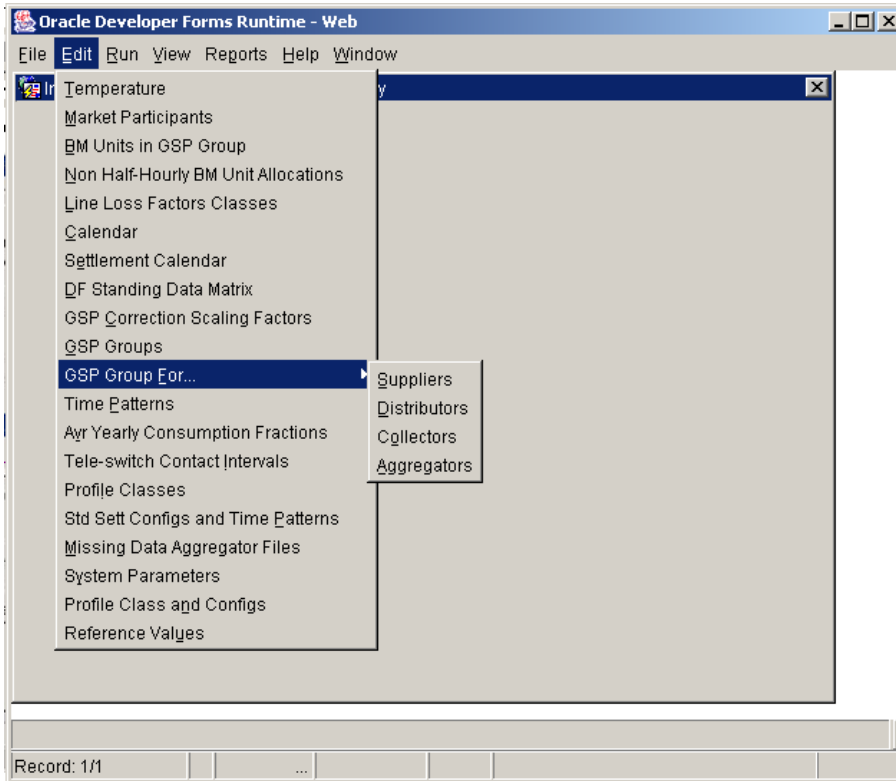 Oracle Developer Forms Runtime - Web
File Edit Run View Reports Help Window
Temperature
Market Participants
BM Units in GSP Group
Non Half-Hourly BM Unit Allocations
Line Loss Factors Classes
Calendar
Settlement Calendar
DF Standing Data Matrix
GSP Correction Scaling Factors
GSP Groups
GSP Group For...
Suppliers
Distributors
Collectors
Aggregators
Time Patterns
Avr Yearly Consumption Fractions
Tele-switch Contact Intervals
Profile Classes
Std Sett Configs and Time Patterns
Missing Data Aggregator Files
System Parameters
Profile Class and Configs
Reference Values
Record: 1/1
...